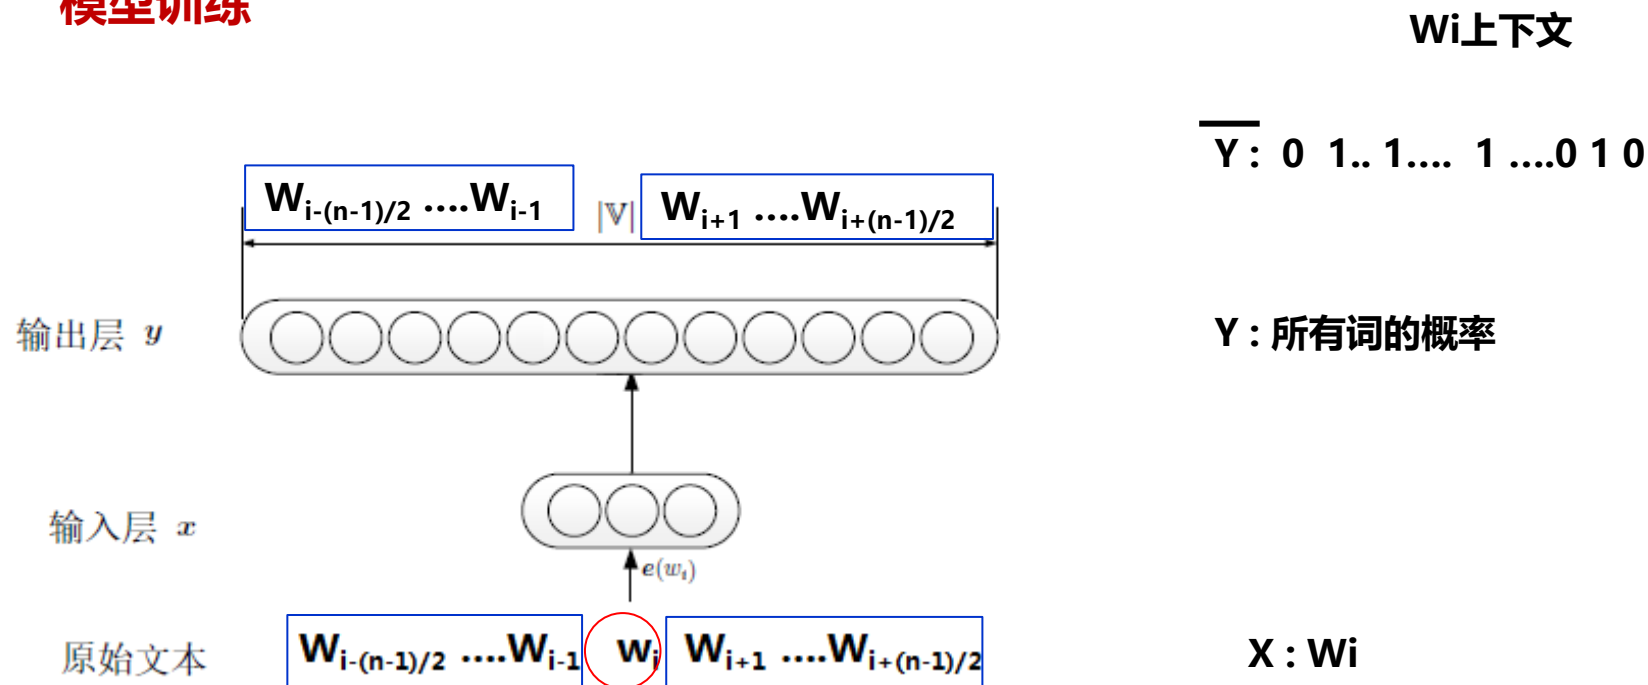 模型训练
Wi上下文
Y : 0 1.. 1.... 1 ....0 1 0
Wi-(n-1)/2 ....Wi-1 |𝕍| Wi+1 ....Wi+(n-1)/2
输出层 y
Y : 所有词的概率
输入层 x
e(wi)
原始文本 Wi-(n-1)/2 ....Wi-1 wi Wi+1 ....Wi+(n-1)/2
X : Wi